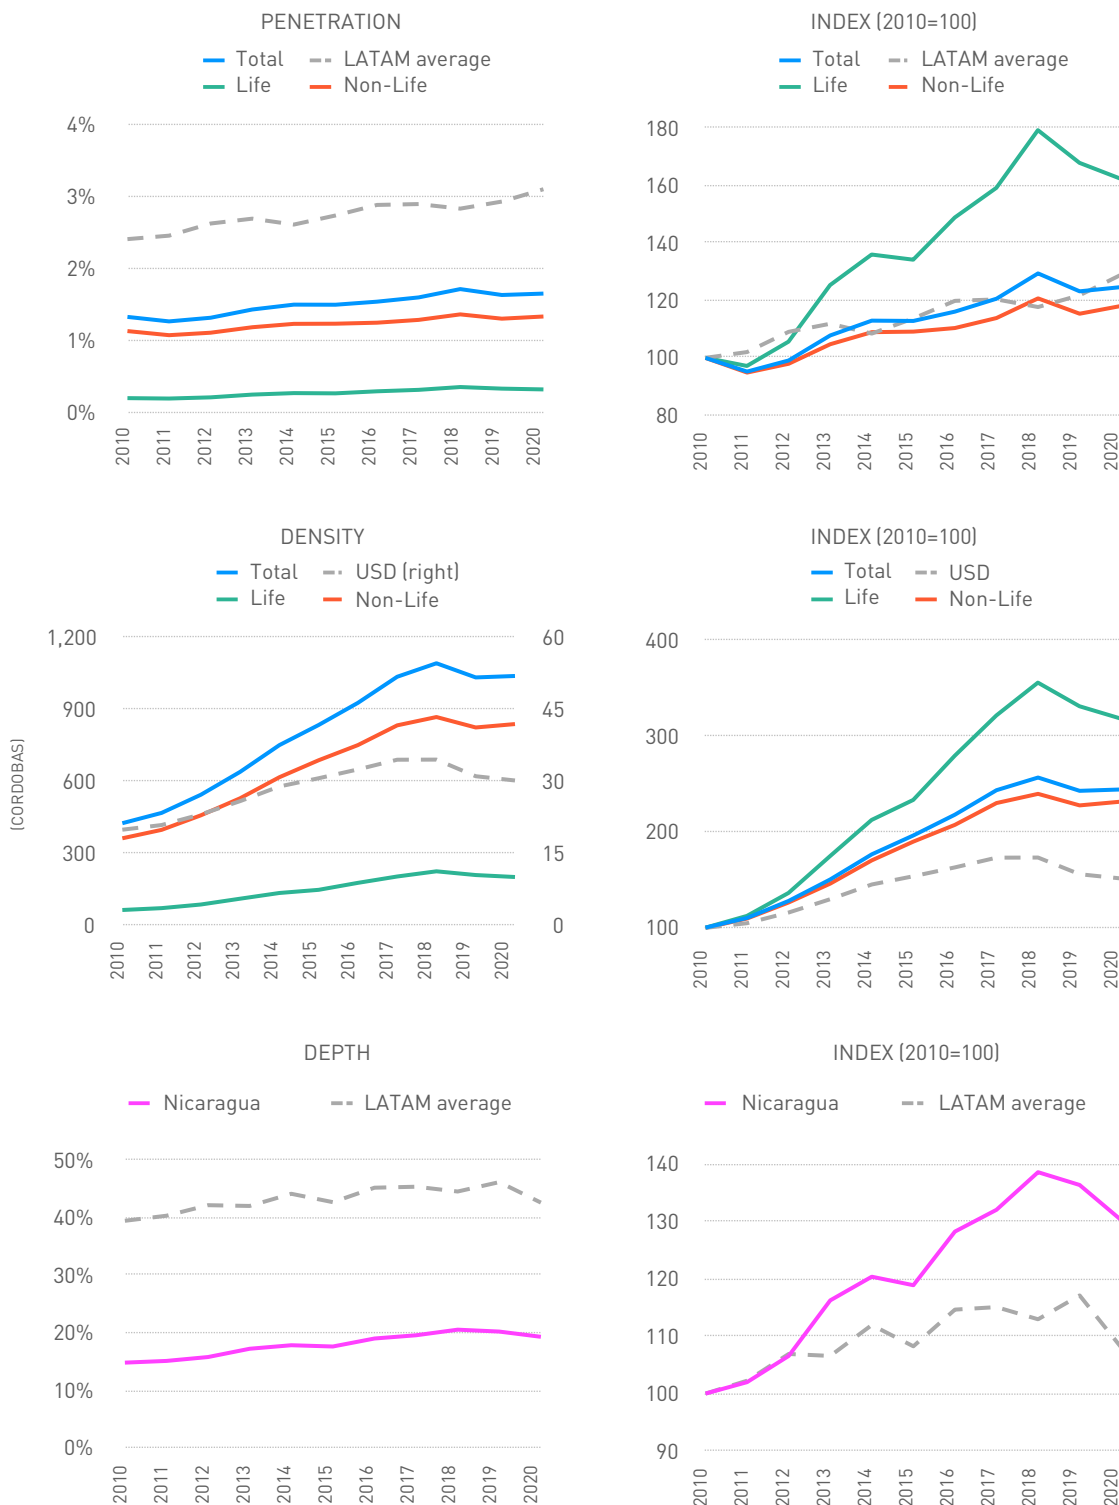 PENETRATION
Total LATAM average
Life Non-Life
4%
3%
2%
1%
0%
2010 2011 2012 2013 2014 2015 2016 2017 2018 2019 2020
INDEX (2010=100)
Total LATAM average
Life Non-Life
180
160
140
120
100
80
2010 2011 2012 2013 2014 2015 2016 2017 2018 2019 2020
DENSITY
Total USD (right)
Life Non-Life
(CORDOBAS)
1,200 60
900 45
600 30
300 15
0 0
2010 2011 2012 2013 2014 2015 2016 2017 2018 2019 2020
INDEX (2010=100)
Total USD
Life Non-Life
400
300
200
100
2010 2011 2012 2013 2014 2015 2016 2017 2018 2019 2020
DEPTH
Nicaragua LATAM average
50%
40%
30%
20%
10%
0%
2010 2011 2012 2013 2014 2015 2016 2017 2018 2019 2020
INDEX (2010=100)
Nicaragua LATAM average
140
130
120
110
100
90
2010 2011 2012 2013 2014 2015 2016 2017 2018 2019 2020